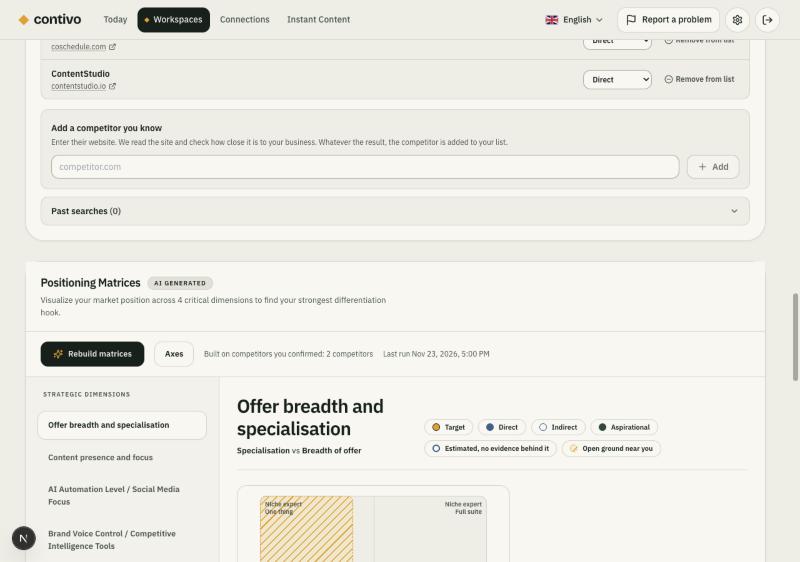 contivo
Today
Workspaces
Connections
Instant Content
English
Report a problem
coschedule.com
Direct
Remove from list
ContentStudio
contentstudio.io
Direct
Remove from list
Add a competitor you know
Enter their website. We read the site and check how close it is to your business. Whatever the result, the competitor is added to your list.
competitor.com
Add
Past searches (0)
Positioning Matrices
AI GENERATED
Visualize your market position across 4 critical dimensions to find your strongest differentiation
hook.
Rebuild matrices
Axes
Built on competitors you confirmed: 2 competitors
Last run Nov 23, 2026, 5:00 PM
STRATEGIC DIMENSIONS
Offer breadth and specialisation
Content presence and focus
AI Automation Level / Social Media
Focus
Brand Voice Control / Competitive
Intelligence Tools
Offer breadth and
specialisation
Specialisation vs Breadth of offer
Target
Direct
Indirect
Aspirational
Estimated, no evidence behind it
Open ground near you
Niche expert
One thing
Niche expert
Full suite
N